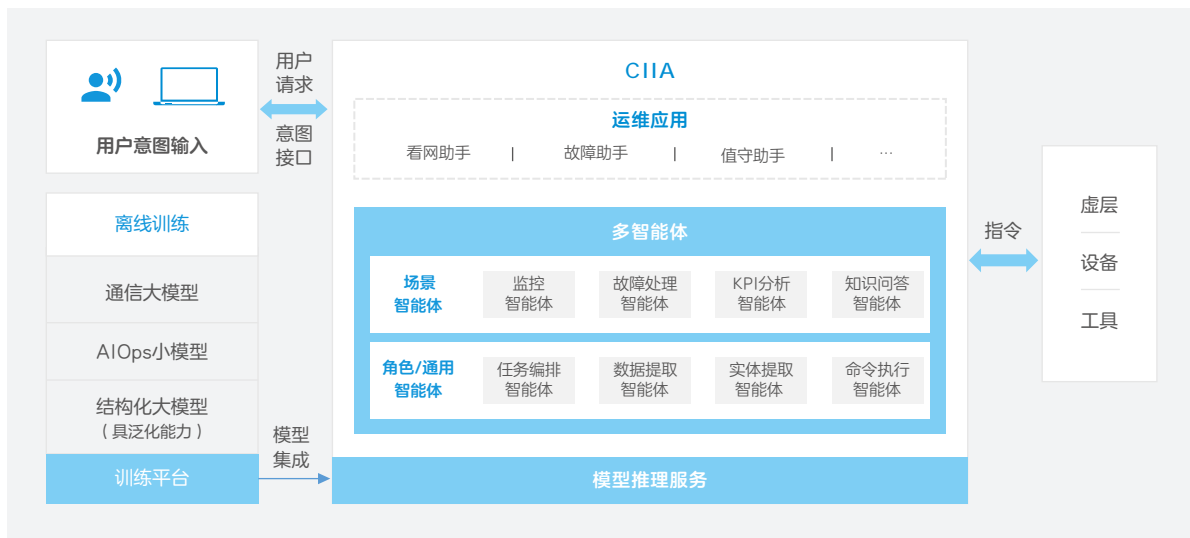 用户意图输入
离线训练
通信大模型
AIOps小模型
结构化大模型
（具泛化能力）
训练平台
用户
请求
意图
接口
模型
集成
CIIA
运维应用
看网助手 | 故障助手 | 值守助手 | ...
多智能体
场景
智能体
监控
智能体
故障处理
智能体
KPI分析
智能体
知识问答
智能体
角色/通用
智能体
任务编排
智能体
数据提取
智能体
实体提取
智能体
命令执行
智能体
模型推理服务
指令
虚层
设备
工具